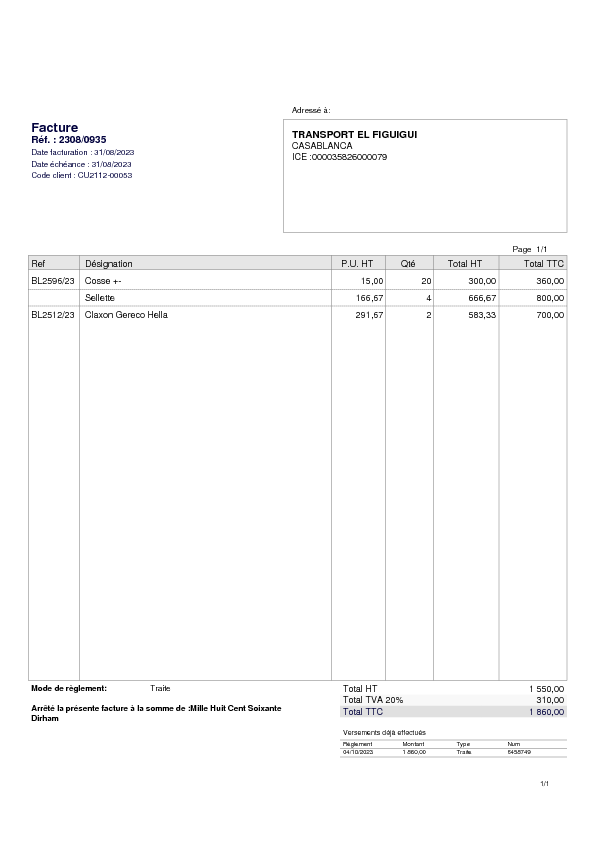 Adressé à:
Facture
Réf. : 2308/0935
Date facturation : 31/08/2023
Date échéance : 31/08/2023
Code client : CU2112-00053
TRANSPORT EL FIGUIGUI
CASABLANCA
ICE :000035826000079
Page 1/1
Ref Désignation P.U. HT Qté Total HT Total TTC
BL2596/23 Cosse +- 15,00 20 300,00 360,00
Sellette 166,67 4 666,67 800,00
BL2512/23 Claxon Gereco Hella 291,67 2 583,33 700,00
Mode de règlement: Traite
Arrêté la présente facture à la somme de :Mille Huit Cent Soixante
Dirham
Total HT 1 550,00
Total TVA 20% 310,00
Total TTC 1 860,00
Versements déjà effectués
Règlement Montant Type Num
04/10/2023 1 860,00 Traite 6458749
1/1